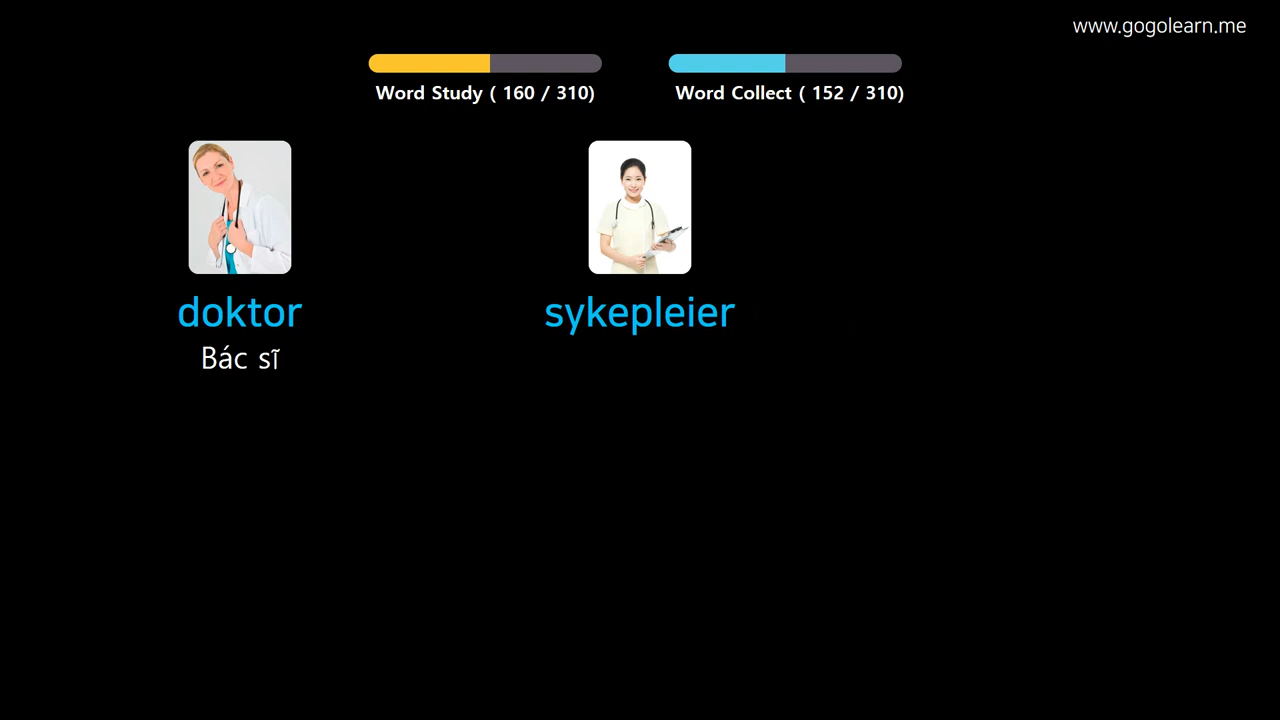 www.gogolearn.me
Word Study ( 160 / 310)
Word Collect ( 152 / 310)
doktor
Bác sĩ
sykepleier